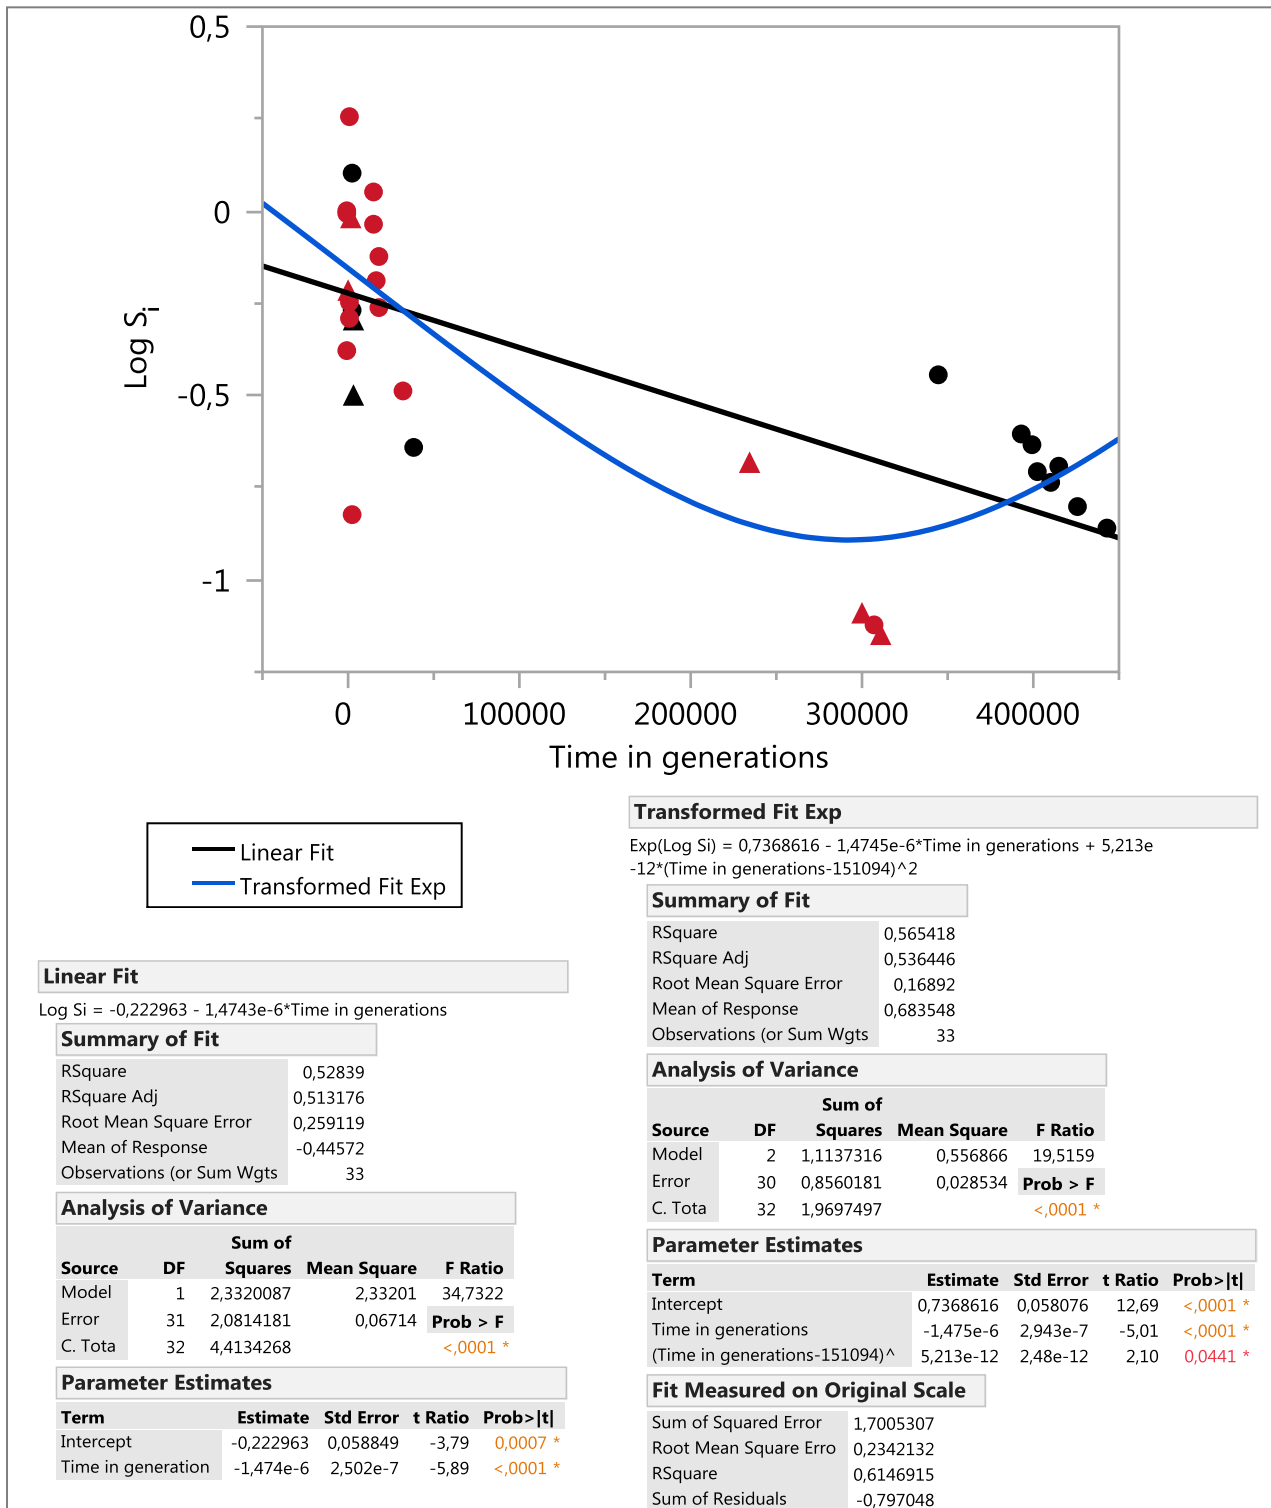 0,5
0
-0,5
-1
Log Si
0 100000 200000 300000 400000
Time in generations
Linear Fit
Transformed Fit Exp
Linear Fit
Log Si = -0,222963 - 1,4743e-6*Time in generations
Summary of Fit
RSquare 0,52839
RSquare Adj 0,513176
Root Mean Square Error 0,259119
Mean of Response -0,44572
Observations (or Sum Wgts 33
Analysis of Variance
Sum of
Source DF Squares Mean Square F Ratio
Model 1 2,3320087 2,33201 34,7322
Error 31 2,0814181 0,06714 Prob > F
C. Tota 32 4,4134268 <,0001 *
Parameter Estimates
Term Estimate Std Error t Ratio Prob>|t|
Intercept -0,222963 0,058849 -3,79 0,0007 *
Time in generation -1,474e-6 2,502e-7 -5,89 <,0001 *
Transformed Fit Exp
Exp(Log Si) = 0,7368616 - 1,4745e-6*Time in generations + 5,213e
-12*(Time in generations-151094)^2
Summary of Fit
RSquare 0,565418
RSquare Adj 0,536446
Root Mean Square Error 0,16892
Mean of Response 0,683548
Observations (or Sum Wgts 33
Analysis of Variance
Sum of
Source DF Squares Mean Square F Ratio
Model 2 1,1137316 0,556866 19,5159
Error 30 0,8560181 0,028534 Prob > F
C. Tota 32 1,9697497 <,0001 *
Parameter Estimates
Term Estimate Std Error t Ratio Prob>|t|
Intercept 0,7368616 0,058076 12,69 <,0001 *
Time in generations -1,475e-6 2,943e-7 -5,01 <,0001 *
(Time in generations-151094)^ 5,213e-12 2,48e-12 2,10 0,0441 *
Fit Measured on Original Scale
Sum of Squared Error 1,7005307
Root Mean Square Erro 0,2342132
RSquare 0,6146915
Sum of Residuals -0,797048